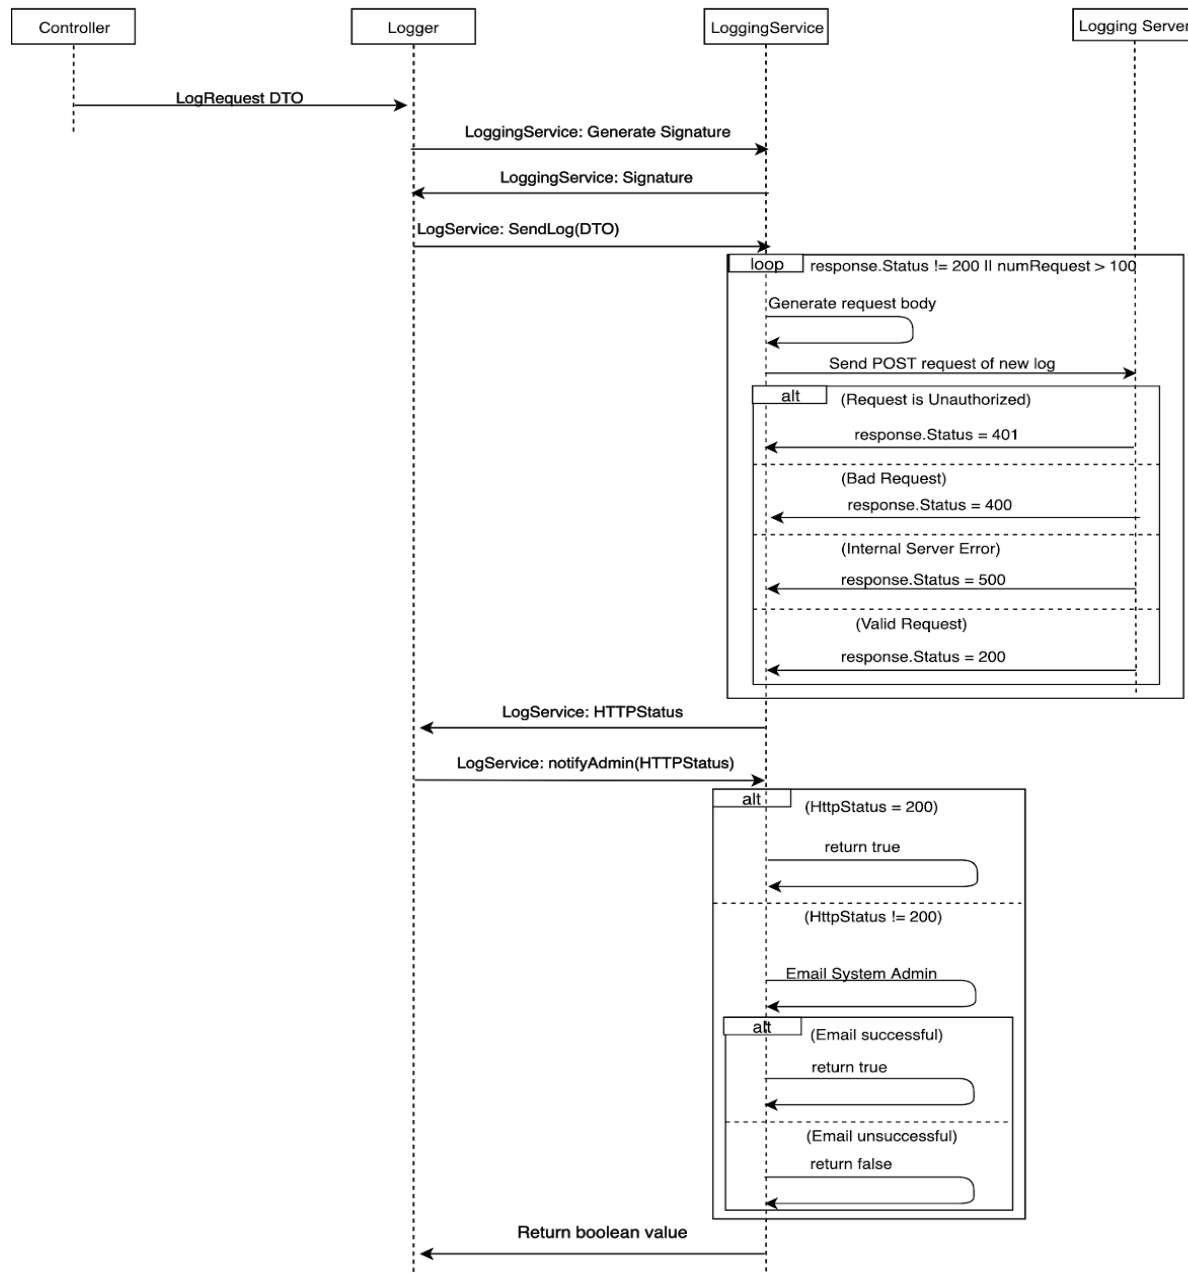 Controller
Logger
LoggingService
Logging Server
LogRequest DTO
LoggingService: Generate Signature
LoggingService: Signature
LogService: SendLog(DTO)
loop
response.Status != 200 || numRequest > 100
Generate request body
Send POST request of new log
alt
(Request is Unauthorized)
response.Status = 401
(Bad Request)
response.Status = 400
(Internal Server Error)
response.Status = 500
(Valid Request)
response.Status = 200
LogService: HTTPStatus
LogService: notifyAdmin(HTTPStatus)
alt
(HttpStatus = 200)
return true
(HttpStatus != 200)
Email System Admin
alt
(Email successful)
return true
(Email unsuccessful)
return false
Return boolean value